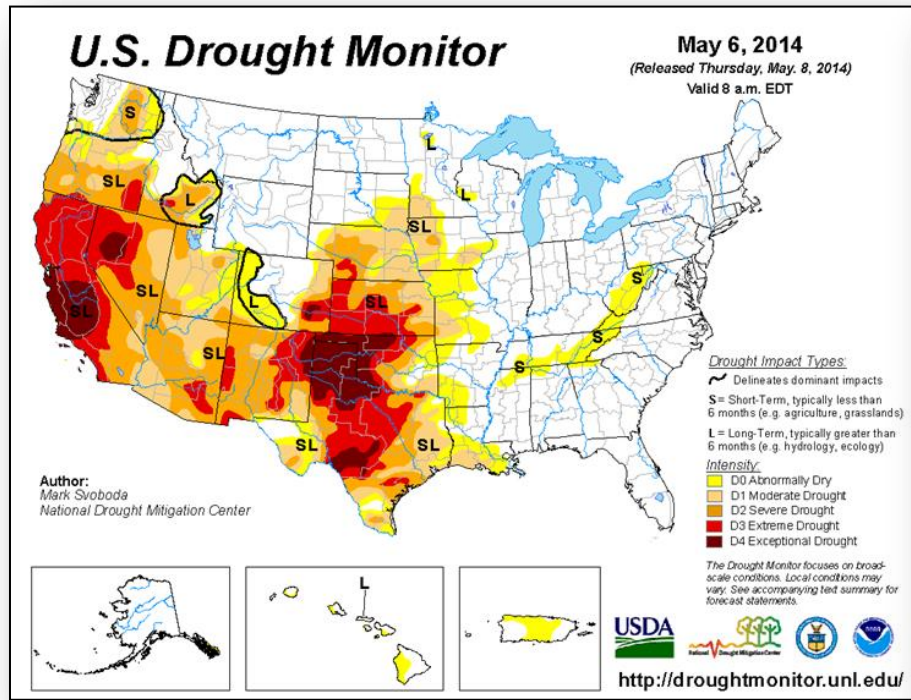 U.S. Drought Monitor
May 6, 2014
(Released Thursday, May. 8, 2014)
Valid 8 a.m. EDT
S
L
L
SL
L
SL
SL
L
SL
SL
S
S
S
SL
SL
SL
Drought Impact Types:
Delineates dominant impacts
S = Short-Term, typically less than
6 months (e.g. agriculture, grasslands)
L = Long-Term, typically greater than
6 months (e.g. hydrology, ecology)
Intensity:
D0 Abnormally Dry
D1 Moderate Drought
D2 Severe Drought
D3 Extreme Drought
D4 Exceptional Drought
Author:
Mark Svoboda
National Drought Mitigation Center
The Drought Monitor focuses on broad-
scale conditions. Local conditions may
vary. See accompanying text summary for
forecast statements.
L
USDA
National Drought Mitigation Center
http://droughtmonitor.unl.edu/